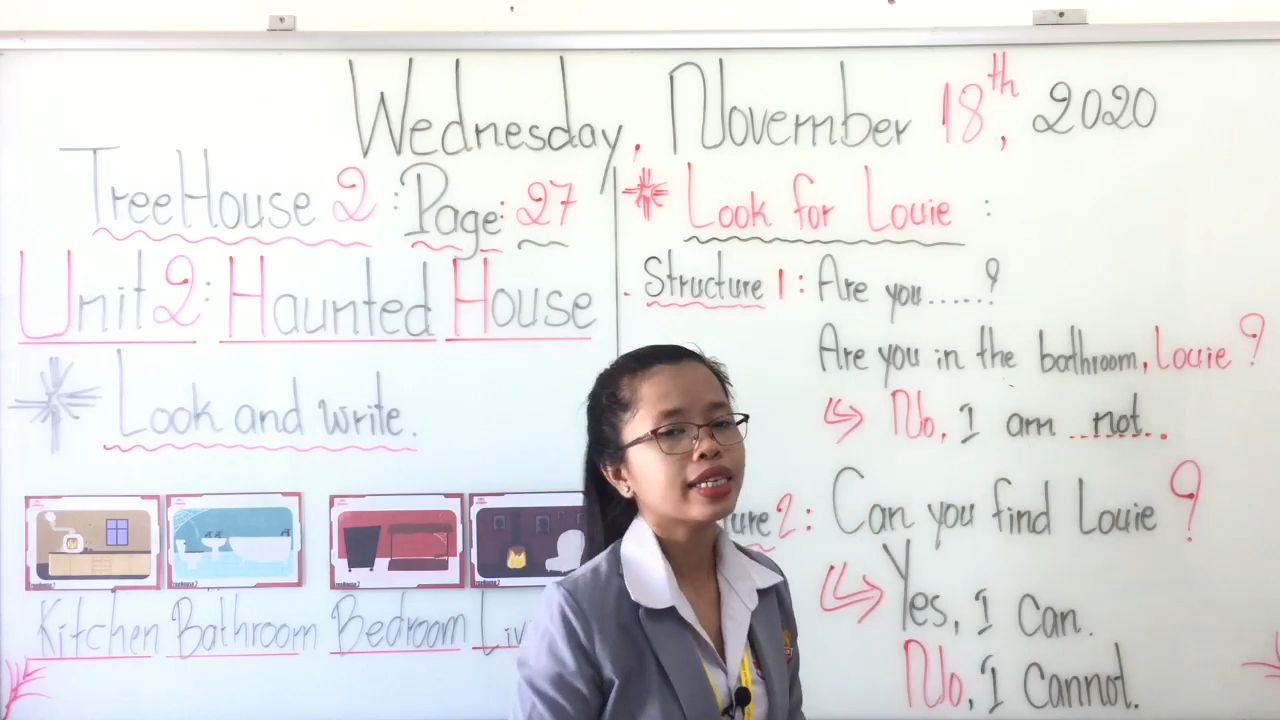 Wednesday, November 18th, 2020
TreeHouse 2: Page: 27
Unit 2: Haunted House
Look and write.
Kitchen Bathroom Bedroom
Look for Louie:
Structure 1: Are you......?
Are you in the bathroom, Louie?
No, I am ..not...
2: Can you find Louie?
Yes, I Can.
No, I Cannot.